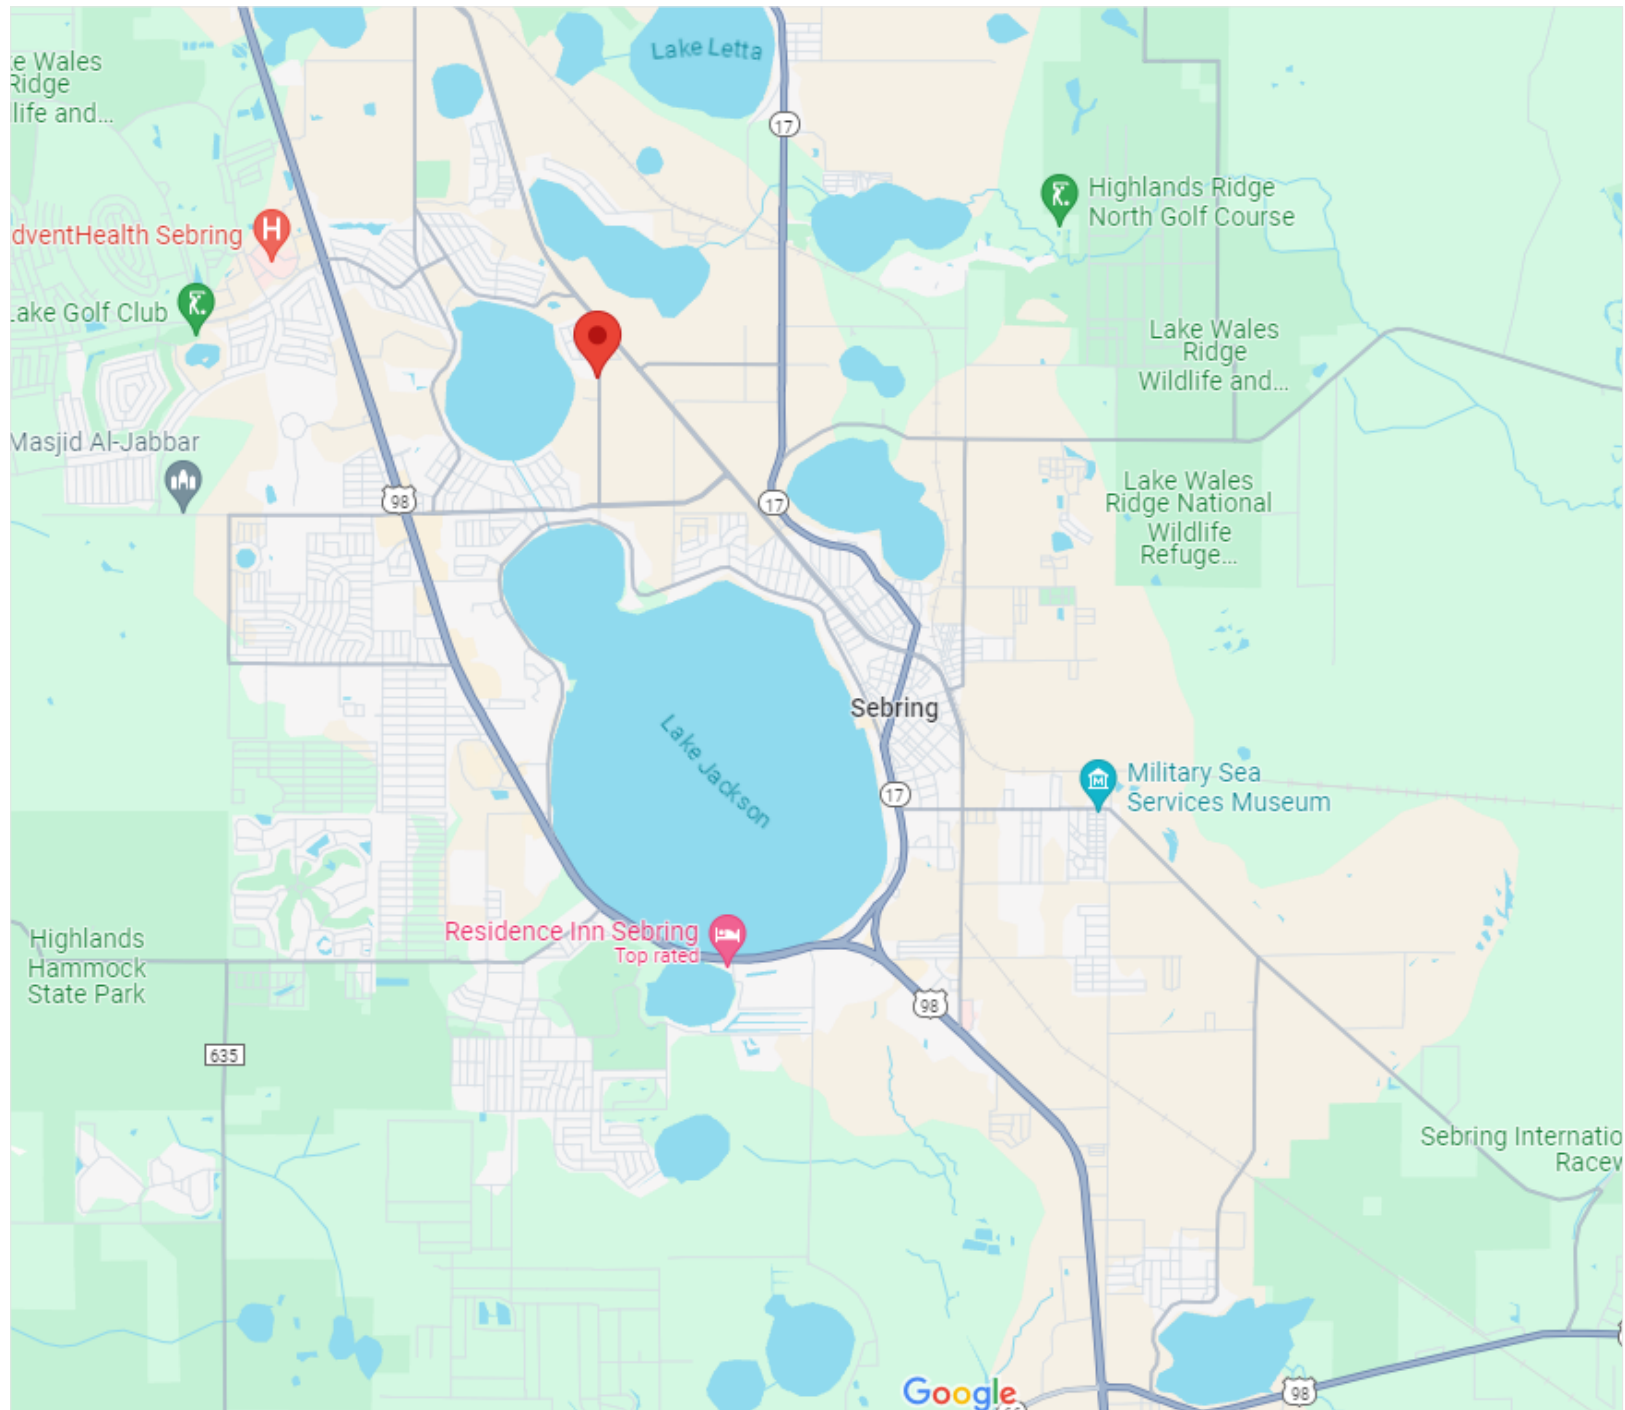 Lake Letta
ke Wales
Ridge
life and...
17
Highlands Ridge
North Golf Course
dventHealth Sebring
H
Lake Golf Club
Lake Wales
Ridge
Wildlife and...
Masjid Al-Jabbar
98
17
Lake Wales
Ridge National
Wildlife
Refuge...
Sebring
Lake Jackson
17
Military Sea
Services Museum
Residence Inn Sebring
Top rated
Highlands
Hammock
State Park
98
635
Sebring Internatio
Racew
98
Google